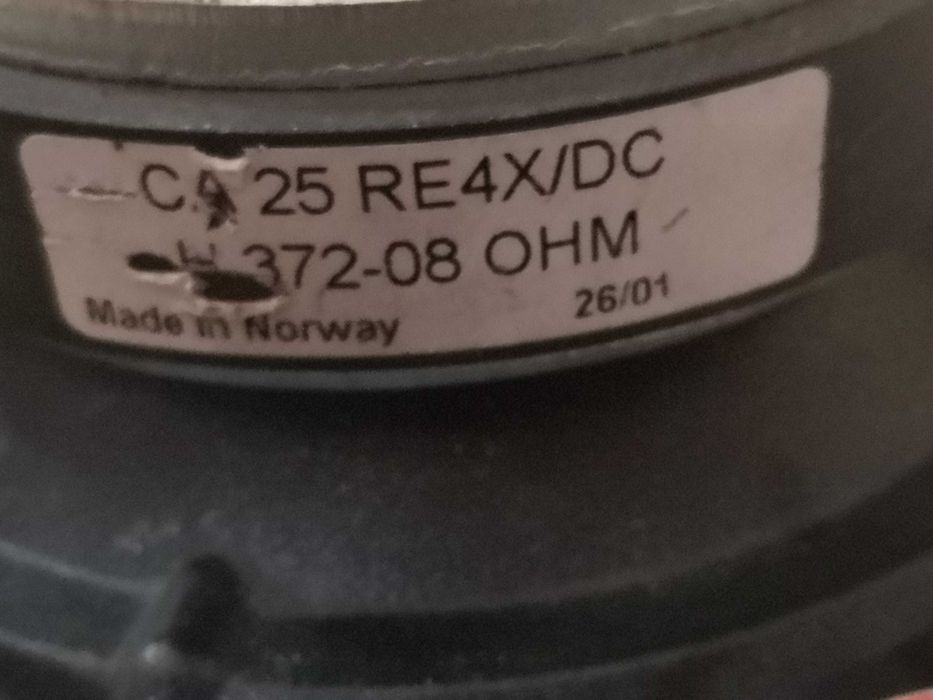 CA 25 RE4X/DC
H 372-08 OHM
Made in Norway 26/01